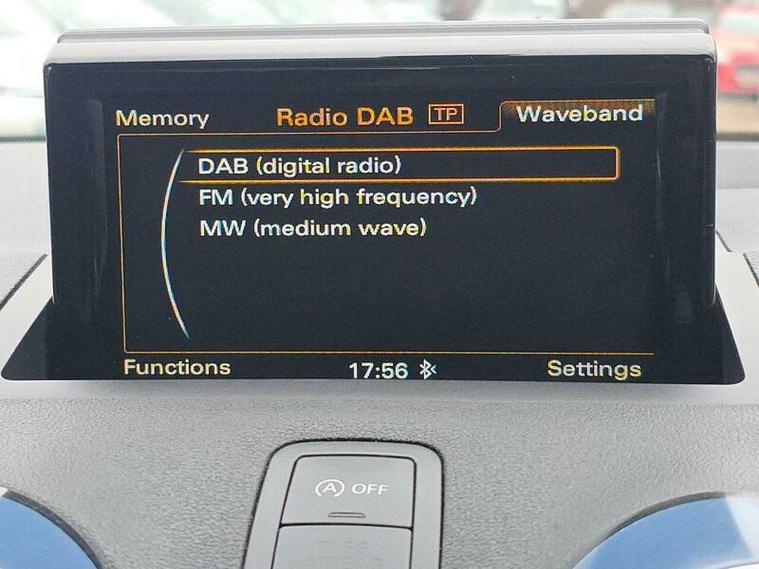 Memory Radio DAB TP Waveband
DAB (digital radio)
FM (very high frequency)
MW (medium wave)
Functions 17:56 Settings
A OFF